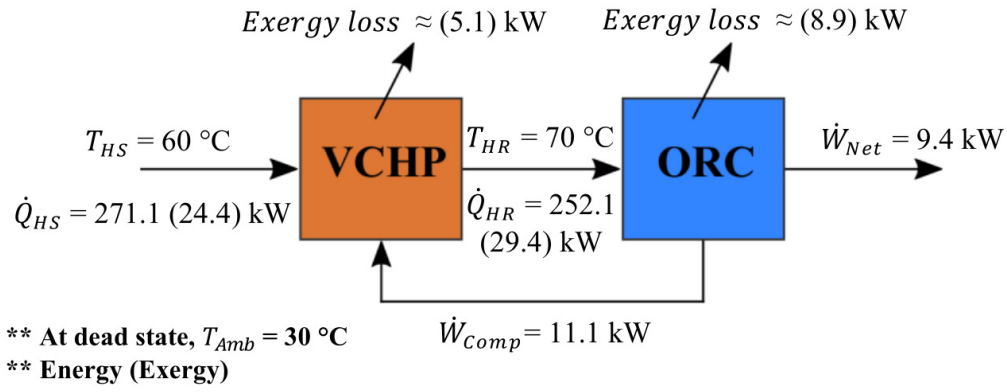 Exergy loss ≈ (5.1) kW
Exergy loss ≈ (8.9) kW
T_HS = 60 °C
VCHP
T_HR = 70 °C
ORC
Ẇ_Net = 9.4 kW
Q̇_HS = 271.1 (24.4) kW
Q̇_HR = 252.1
(29.4) kW
** At dead state, T_Amb = 30 °C
Ẇ_Comp = 11.1 kW
** Energy (Exergy)